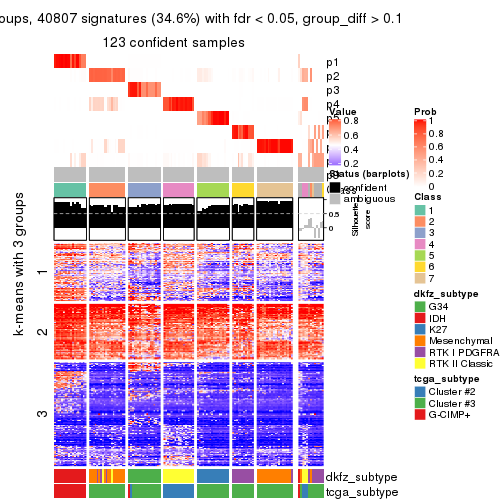 oups, 40807 signatures (34.6%) with fdr < 0.05, group_diff > 0.1
123 confident samples
p1
p2
p3
p4
Value
0.8
0.6
0.4
0.2
Prob
1
0.8
0.6
0.4
0.2
0
Status (barplots)
confident
ambiguous
0.5
0
Silhouette
score
Class
1
2
3
4
5
6
7
k-means with 3 groups
1
2
3
dkfz_subtype
G34
IDH
K27
Mesenchymal
RTK I PDGFRA
RTK II Classic
tcga_subtype
Cluster #2
Cluster #3
G-CIMP+
dkfz_subtype
tcga_subtype